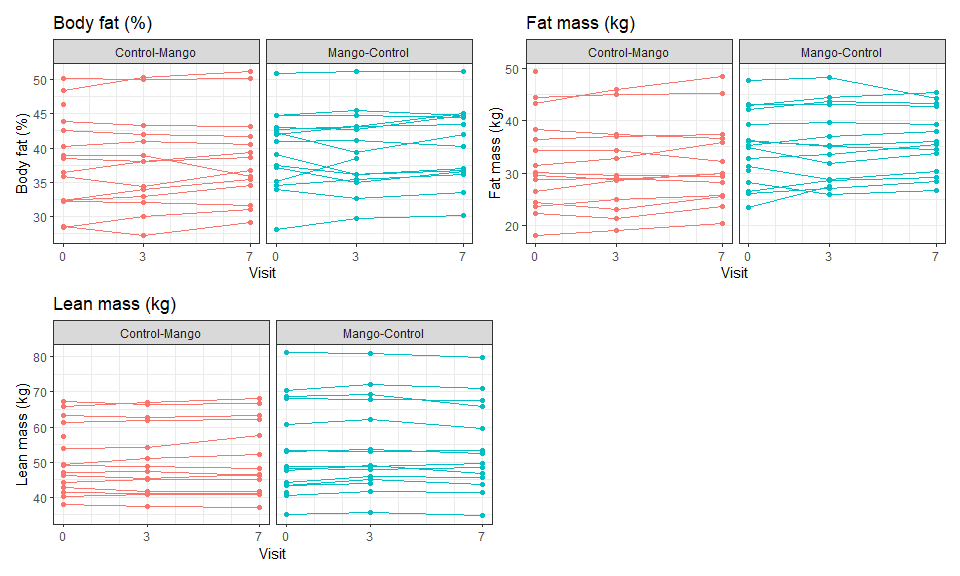 Body fat (%)
Control-Mango
Mango-Control
Body fat (%)
50
45
40
35
30
0
3
7
0
3
7
Visit
Fat mass (kg)
Control-Mango
Mango-Control
Fat mass (kg)
50
40
30
20
0
3
7
0
3
7
Visit
Lean mass (kg)
Control-Mango
Mango-Control
Lean mass (kg)
80
70
60
50
40
0
3
7
0
3
7
Visit